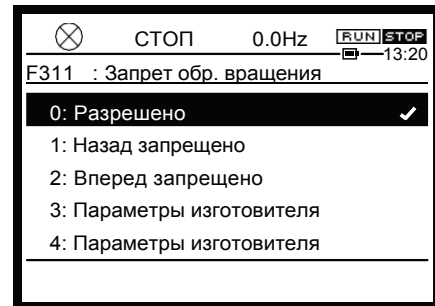 СТОП 0.0Hz RUN STOP
13:20
F311 : Запрет обр. вращения
0: Разрешено
1: Назад запрещено
2: Вперед запрещено
3: Параметры изготовителя
4: Параметры изготовителя